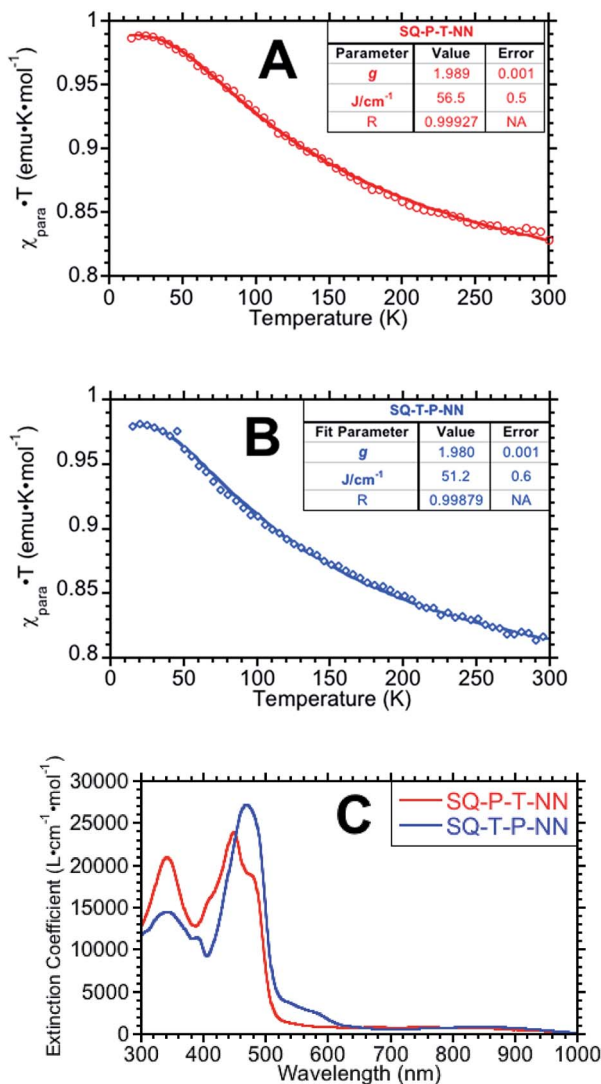 A
SQ-P-T-NN
Parameter Value Error
g 1.989 0.001
J/cm⁻¹ 56.5 0.5
R 0.99927 NA
χpara•T (emu•K•mol⁻¹)
1
0.95
0.9
0.85
0.8
0 50 100 150 200 250 300
Temperature (K)
B
SQ-T-P-NN
Fit Parameter Value Error
g 1.980 0.001
J/cm⁻¹ 51.2 0.6
R 0.99879 NA
χpara•T (emu•K•mol⁻¹)
1
0.95
0.9
0.85
0.8
0 50 100 150 200 250 300
Temperature (K)
C
SQ-P-T-NN
SQ-T-P-NN
Extinction Coefficient (L•cm⁻¹•mol⁻¹)
30000
25000
20000
15000
10000
5000
0
300 400 500 600 700 800 900 1000
Wavelength (nm)